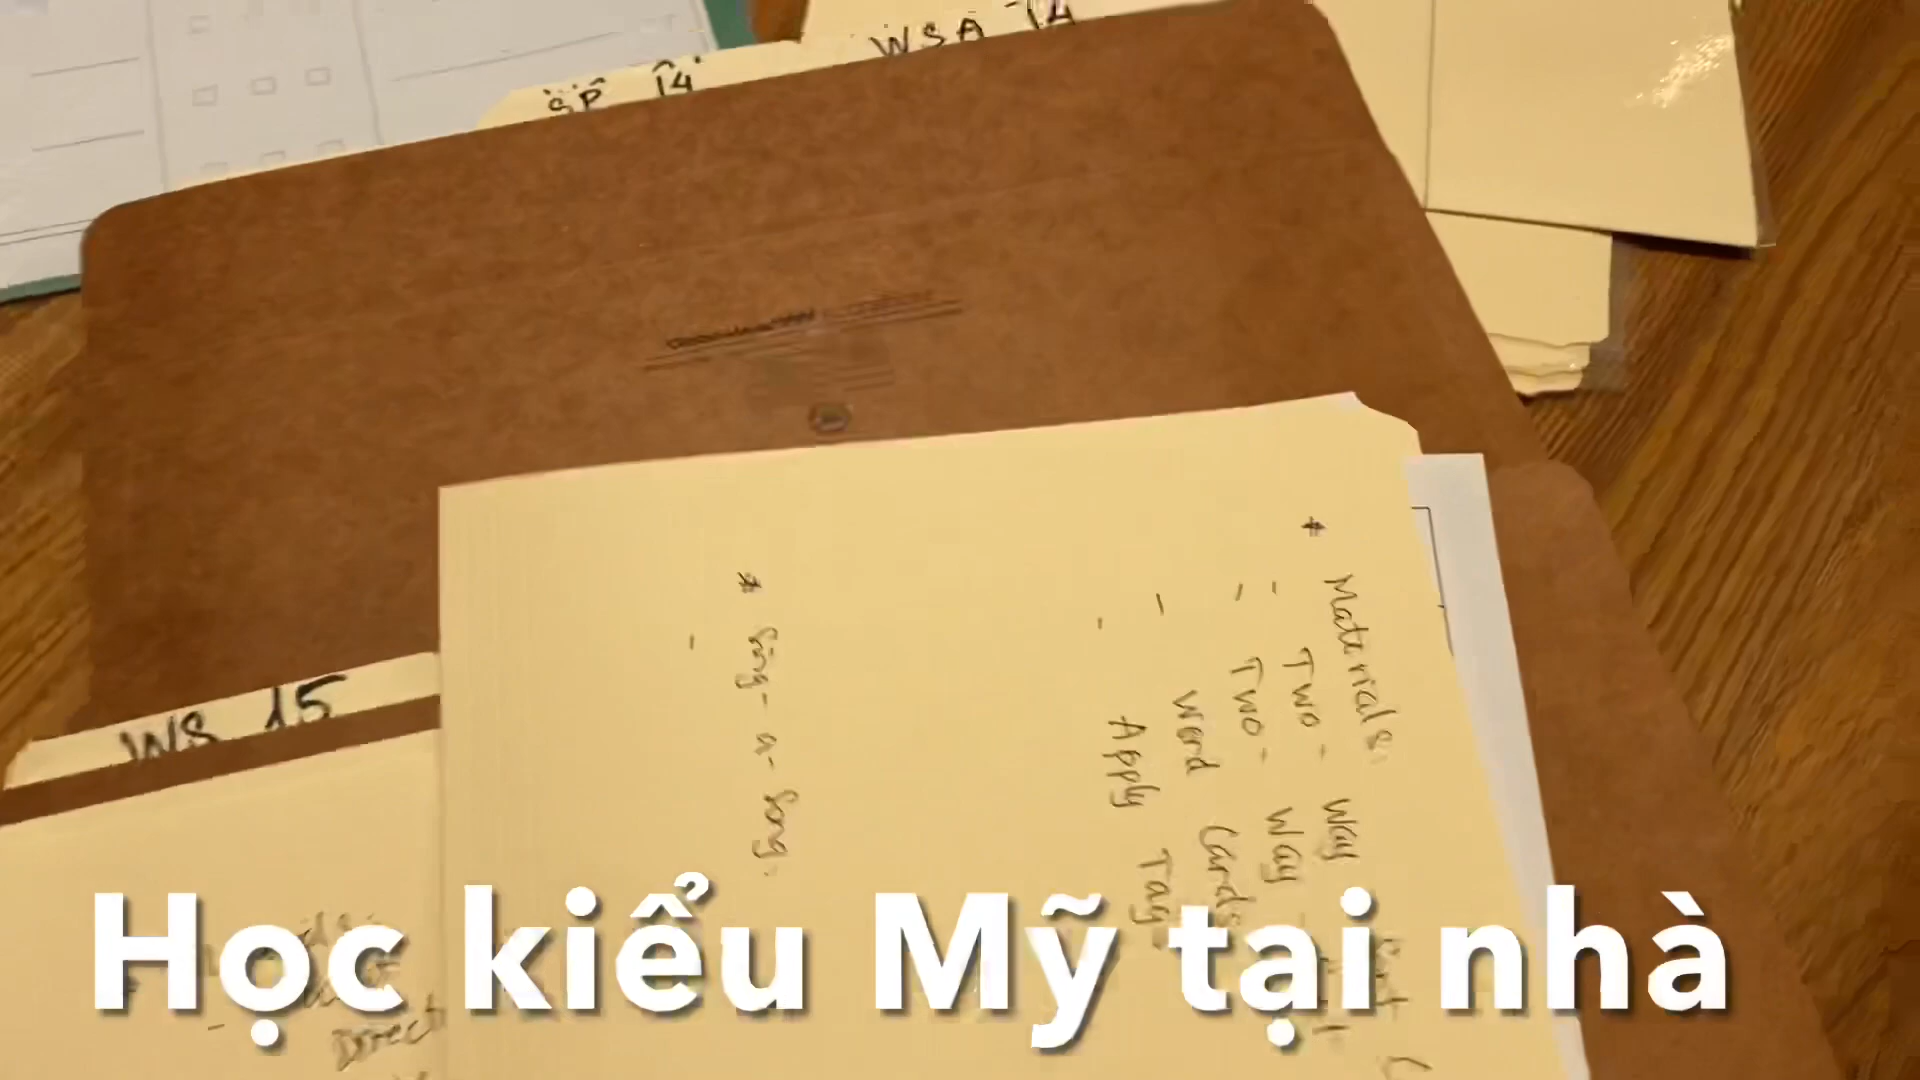 WSA 14
SP 14
* Materials:
- Two - Way
- Two - Way
- Word Cards
- Apply Tag
* Sing - a - Song.
WS 15
Direct
Học kiểu Mỹ tại nhà